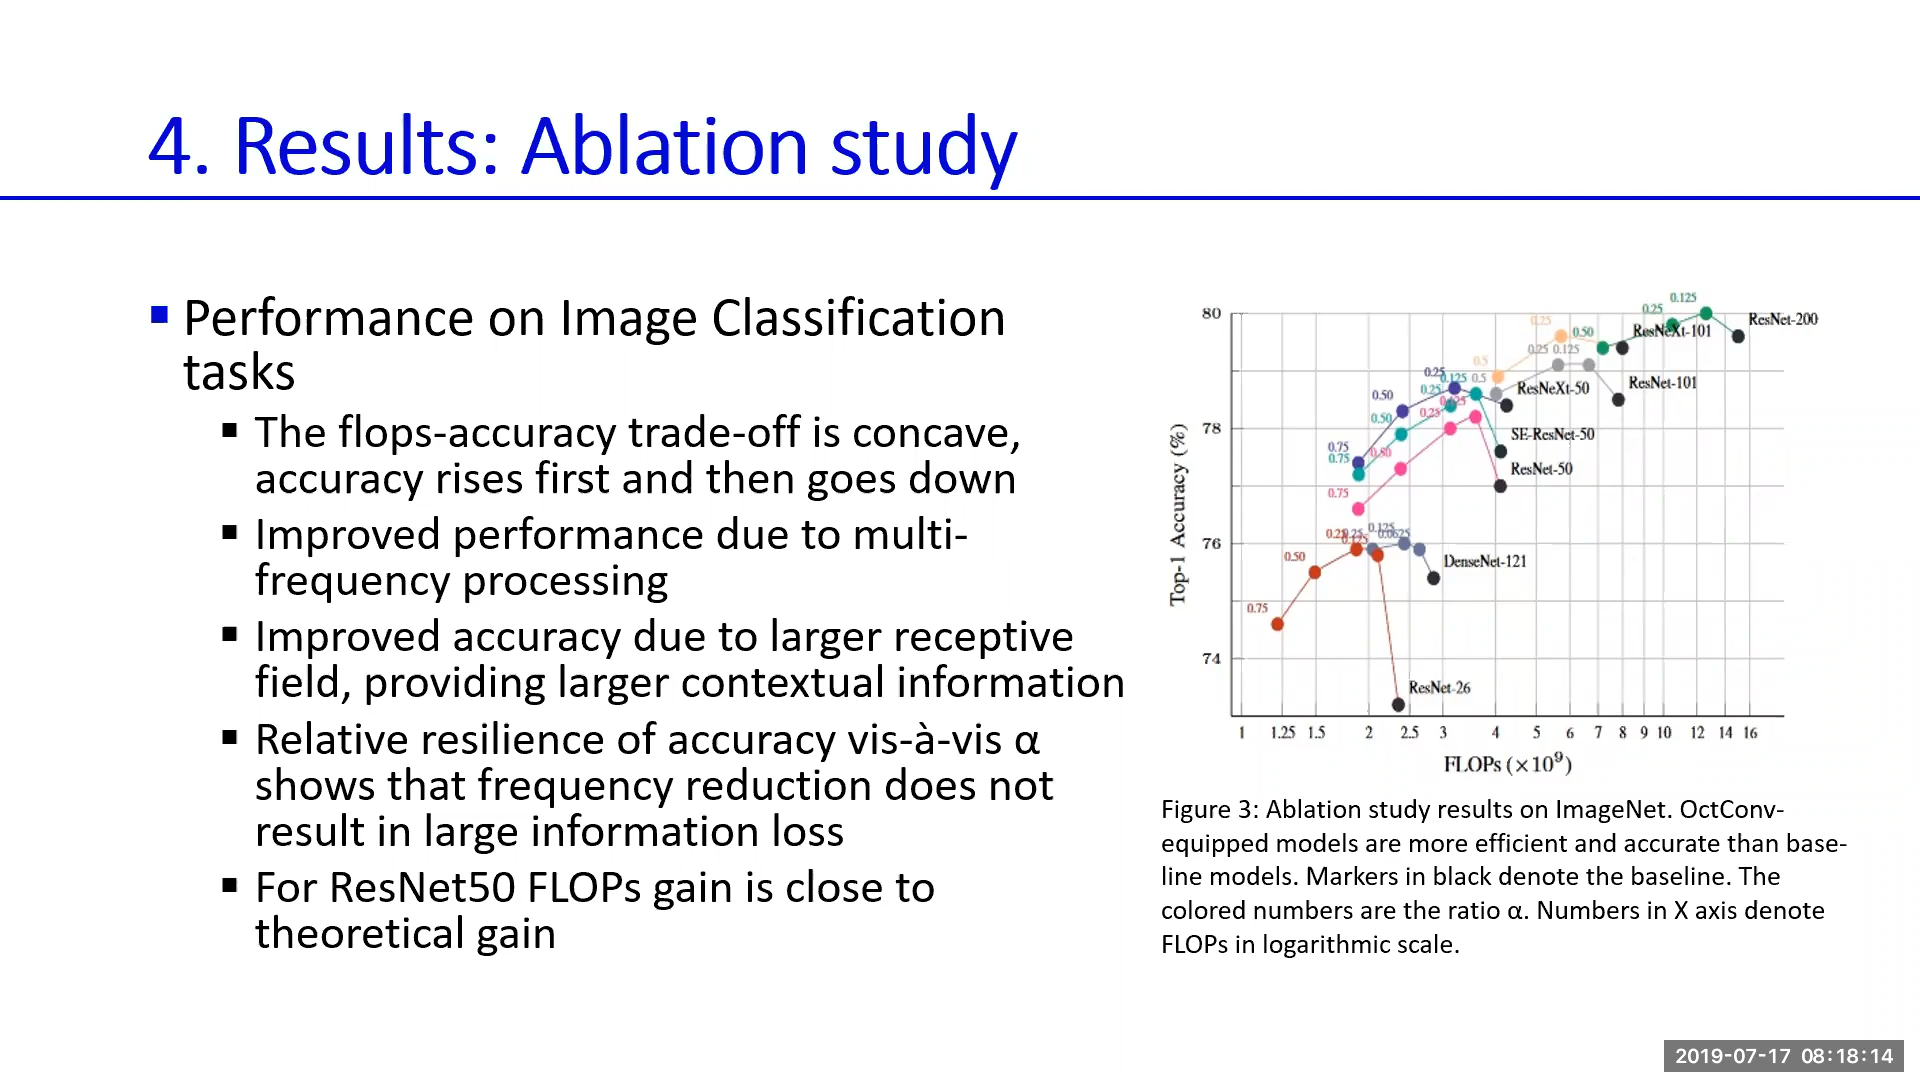 4. Results: Ablation study
Performance on Image Classification
tasks
The flops-accuracy trade-off is concave,
accuracy rises first and then goes down
Improved performance due to multi-
frequency processing
Improved accuracy due to larger receptive
field, providing larger contextual information
Relative resilience of accuracy vis-à-vis α
shows that frequency reduction does not
result in large information loss
For ResNet50 FLOPs gain is close to
theoretical gain
Top-1 Accuracy (%)
80
78
76
74
0.125
0.25
ResNet-200
0.25
0.50
ResNeXt-101
0.25 0.125
0.5
0.25
0.125 0.5
ResNet-101
0.25
ResNeXt-50
0.50
0.125
0.25
0.50
SE-ResNet-50
0.75
0.75
0.50
ResNet-50
0.75
0.125
0.0625
0.25
0.125
0.50
DenseNet-121
0.75
ResNet-26
1 1.25 1.5 2 2.5 3 4 5 6 7 8 9 10 12 14 16
FLOPs (×10⁹)
Figure 3: Ablation study results on ImageNet. OctConv-
equipped models are more efficient and accurate than base-
line models. Markers in black denote the baseline. The
colored numbers are the ratio α. Numbers in X axis denote
FLOPs in logarithmic scale.
2019-07-17 08:18:14